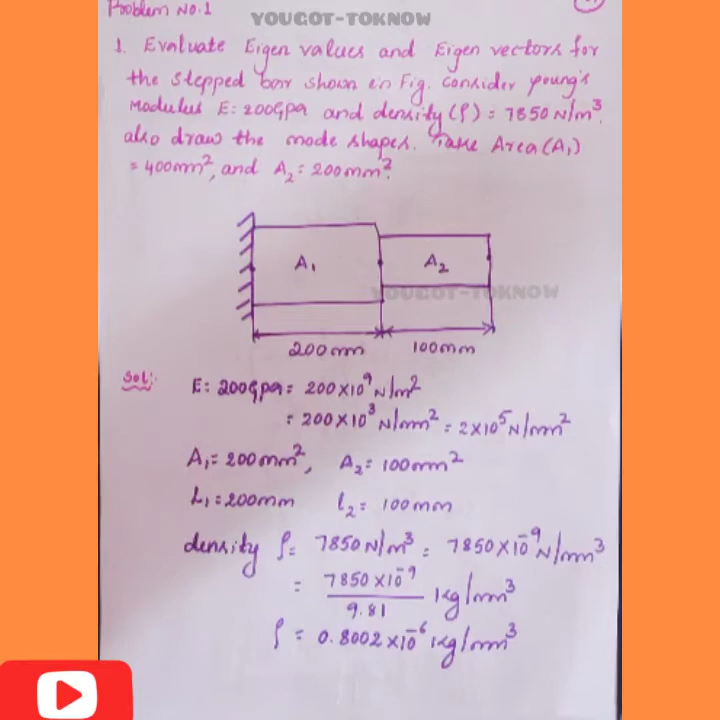 Problem No.1
YOUGOT-TOKNOW
1. Evaluate Eigen values and Eigen vectors for
the stepped bar shown in Fig. consider young's
Modulus E: 200Gpa and density (ρ) = 7850 N/m³.
also draw the mode shapes. Take Area (A₁)
= 400mm², and A₂ = 200mm².
A₁ A₂
YOUGOT-TOKNOW
200mm 100mm
Sol:-
E: 200Gpa = 200×10⁹ N/m²
= 200×10³ N/mm² = 2×10⁵ N/mm²
A₁ = 200mm², A₂ = 100mm²
L₁ = 200mm l₂ = 100mm
density ρ = 7850 N/m³ = 7850×10⁻⁹ N/mm³
= 7850×10⁻⁹ / 9.81 kg/mm³
ρ = 0.8002×10⁻⁶ kg/mm³